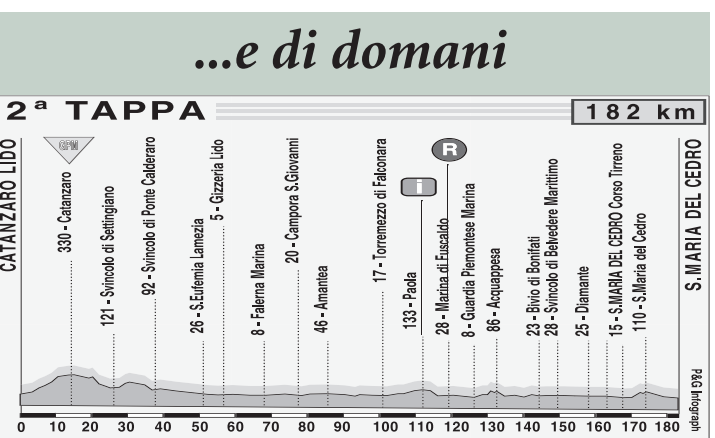 ...e di domani
2ª TAPPA
182 km
CATANZARO LIDO
GPM
330 - Catanzaro
121 - Svincolo di Settingiano
92 - Svincolo di Ponte Calderaro
26 - S.Eufemia Lamezia
5 - Gizzeria Lido
8 - Falerna Marina
20 - Campora S.Giovanni
46 - Amantea
17 - Torremezzo di Falconara
i
133 - Paola
R
28 - Marina di Fuscaldo
8 - Guardia Piemontese Marina
86 - Acquappesa
23 - Bivio di Bonifati
28 - Svincolo di Belvedere Marittimo
25 - Diamante
15 - S.MARIA DEL CEDRO Corso Tirreno
110 - S.Maria del Cedro
S.MARIA DEL CEDRO
P&G Infograph
0 10 20 30 40 50 60 70 80 90 100 110 120 130 140 150 160 170 180